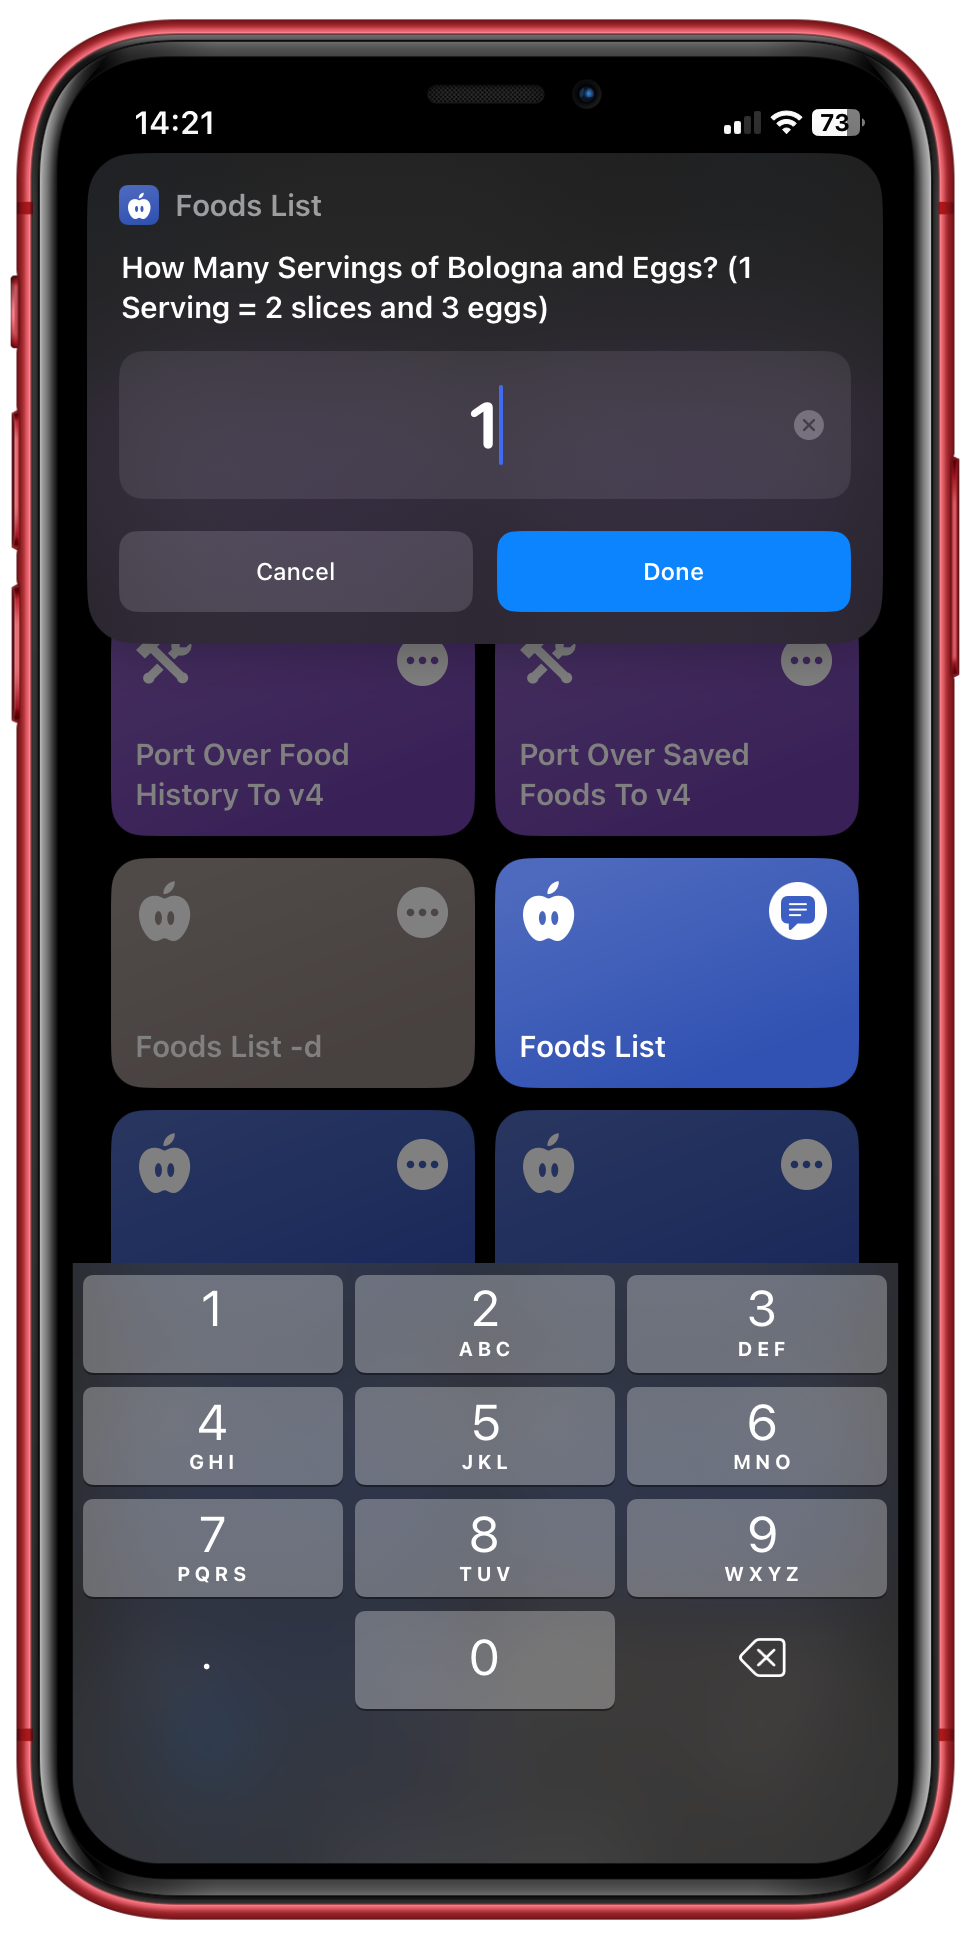 14:21
73
Foods List
How Many Servings of Bologna and Eggs? (1
Serving = 2 slices and 3 eggs)
1
Cancel
Done
Port Over Food
History To v4
Port Over Saved
Foods To v4
Foods List -d
Foods List
1
2
ABC
3
DEF
4
GHI
5
JKL
6
MNO
7
PQRS
8
TUV
9
WXYZ
.
0